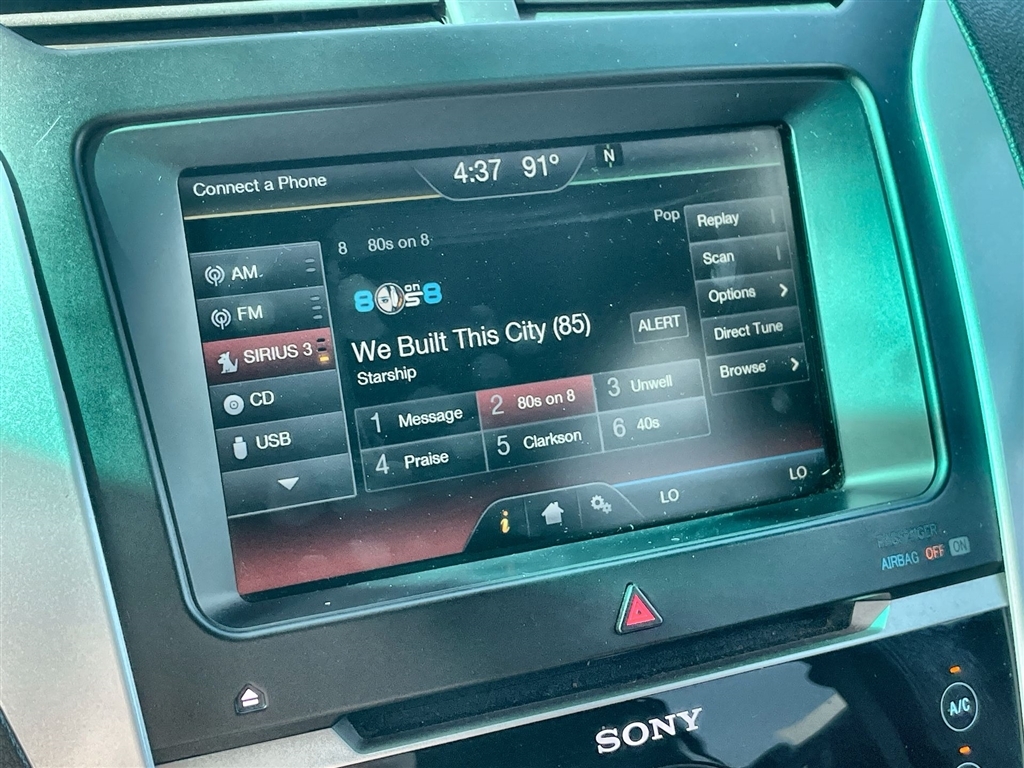 Connect a Phone
4:37 91° N
8 80s on 8 Pop
80s on 8
We Built This City (85)
Starship
ALERT
AM
FM
SIRIUS 3
CD
USB
1 Message
2 80s on 8
3 Unwell
4 Praise
5 Clarkson
6 40s
Replay
Scan
Options
Direct Tune
Browse
i
LO
LO
PASSENGER
AIRBAG OFF ON
SONY
A/C